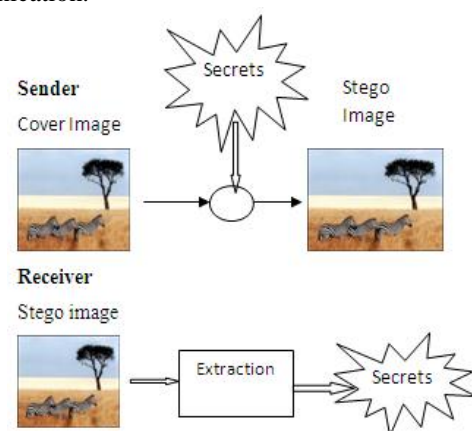 Secrets
Sender
Cover Image
Stego
Image
Receiver
Stego image
Extraction
Secrets